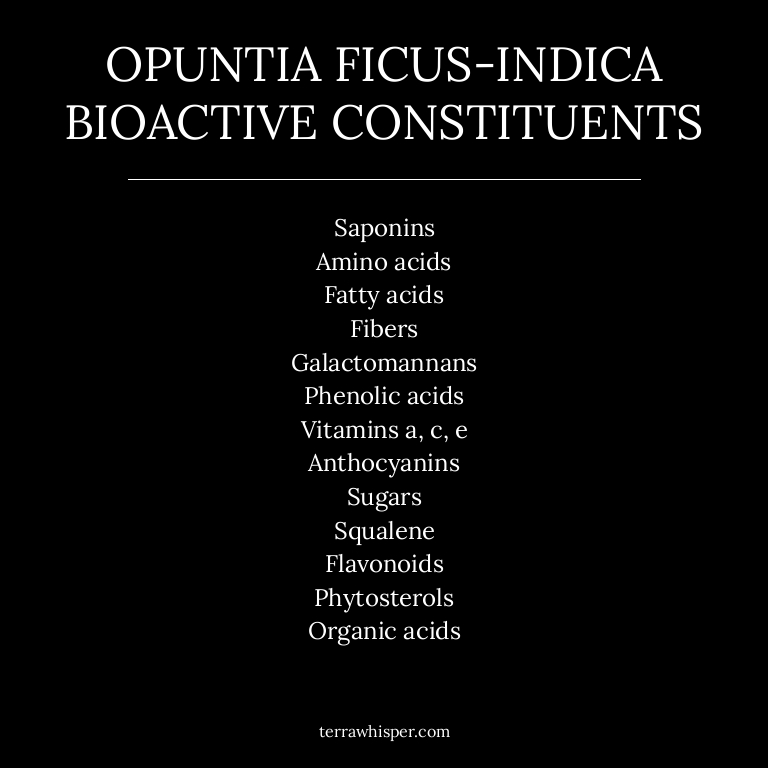 OPUNTIA FICUS-INDICA
BIOACTIVE CONSTITUENTS
Saponins
Amino acids
Fatty acids
Fibers
Galactomannans
Phenolic acids
Vitamins a, c, e
Anthocyanins
Sugars
Squalene
Flavonoids
Phytosterols
Organic acids
terrawhisper.com